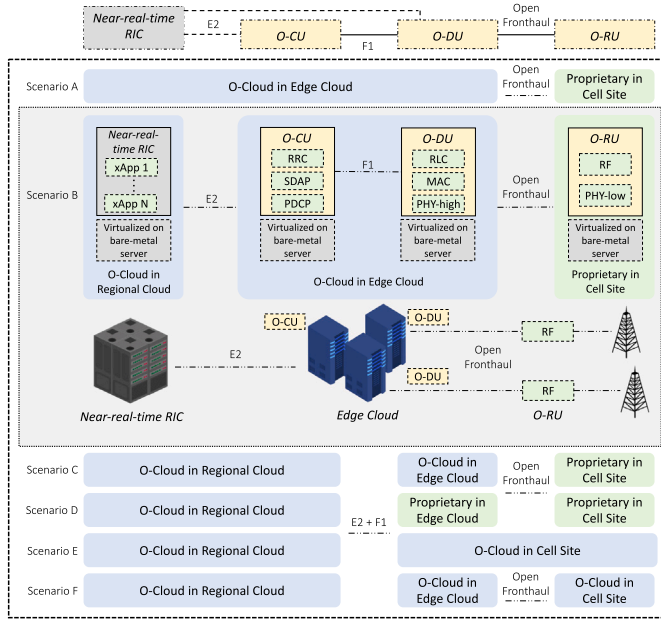 Near-real-time
RIC
E2
O-CU
F1
O-DU
Open
Fronthaul
O-RU
Scenario A
O-Cloud in Edge Cloud
Open
Fronthaul
Proprietary in
Cell Site
Scenario B
Near-real-
time RIC
xApp 1
xApp N
Virtualized on
bare-metal
server
O-Cloud in
Regional Cloud
E2
O-CU
RRC
SDAP
PDCP
Virtualized on
bare-metal
server
F1
O-DU
RLC
MAC
PHY-high
Virtualized on
bare-metal
server
O-Cloud in Edge Cloud
Open
Fronthaul
O-RU
RF
PHY-low
Virtualized on
bare-metal
server
Proprietary in
Cell Site
Near-real-time RIC
E2
O-CU
O-DU
O-DU
Edge Cloud
Open
Fronthaul
RF
RF
O-RU
Scenario C
O-Cloud in Regional Cloud
O-Cloud in
Edge Cloud
Open
Fronthaul
Proprietary in
Cell Site
Scenario D
O-Cloud in Regional Cloud
Proprietary in
Edge Cloud
Proprietary in
Cell Site
E2 + F1
Scenario E
O-Cloud in Regional Cloud
O-Cloud in Cell Site
Scenario F
O-Cloud in Regional Cloud
O-Cloud in
Edge Cloud
Open
Fronthaul
O-Cloud in
Cell Site